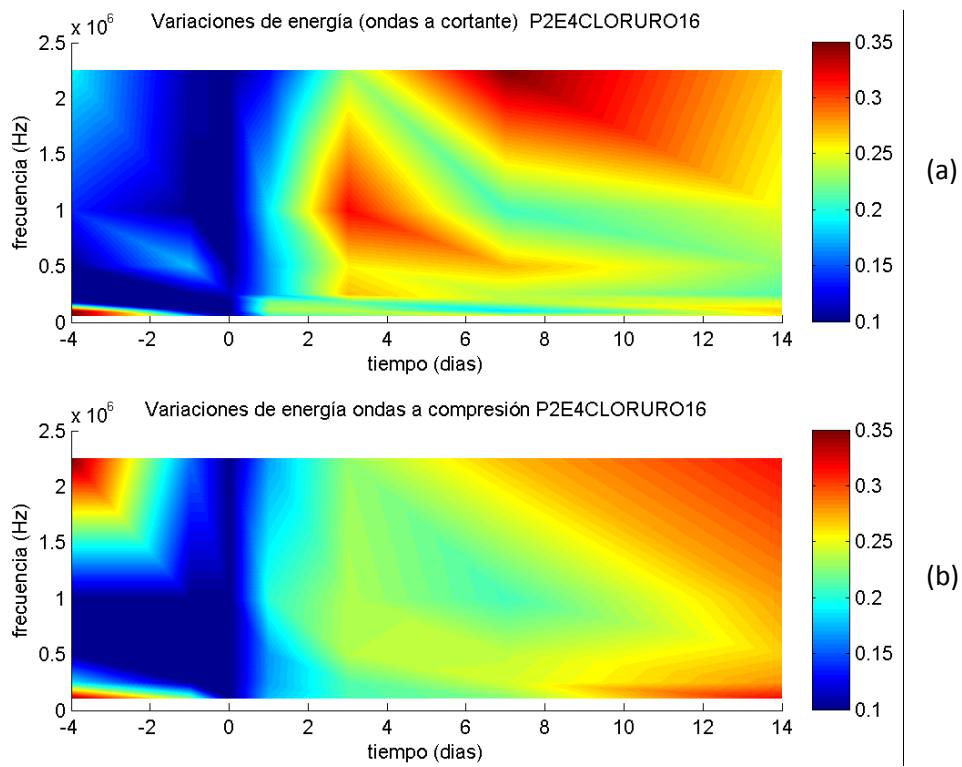 Variaciones de energía (ondas a cortante) P2E4CLORURO16
x 10^6
2.5
2
1.5
1
0.5
0
frecuencia (Hz)
-4 -2 0 2 4 6 8 10 12 14
tiempo (dias)
0.35
0.3
0.25
0.2
0.15
0.1
(a)
Variaciones de energía ondas a compresión P2E4CLORURO16
x 10^6
2.5
2
1.5
1
0.5
0
frecuencia (Hz)
-4 -2 0 2 4 6 8 10 12 14
tiempo (dias)
0.35
0.3
0.25
0.2
0.15
0.1
(b)